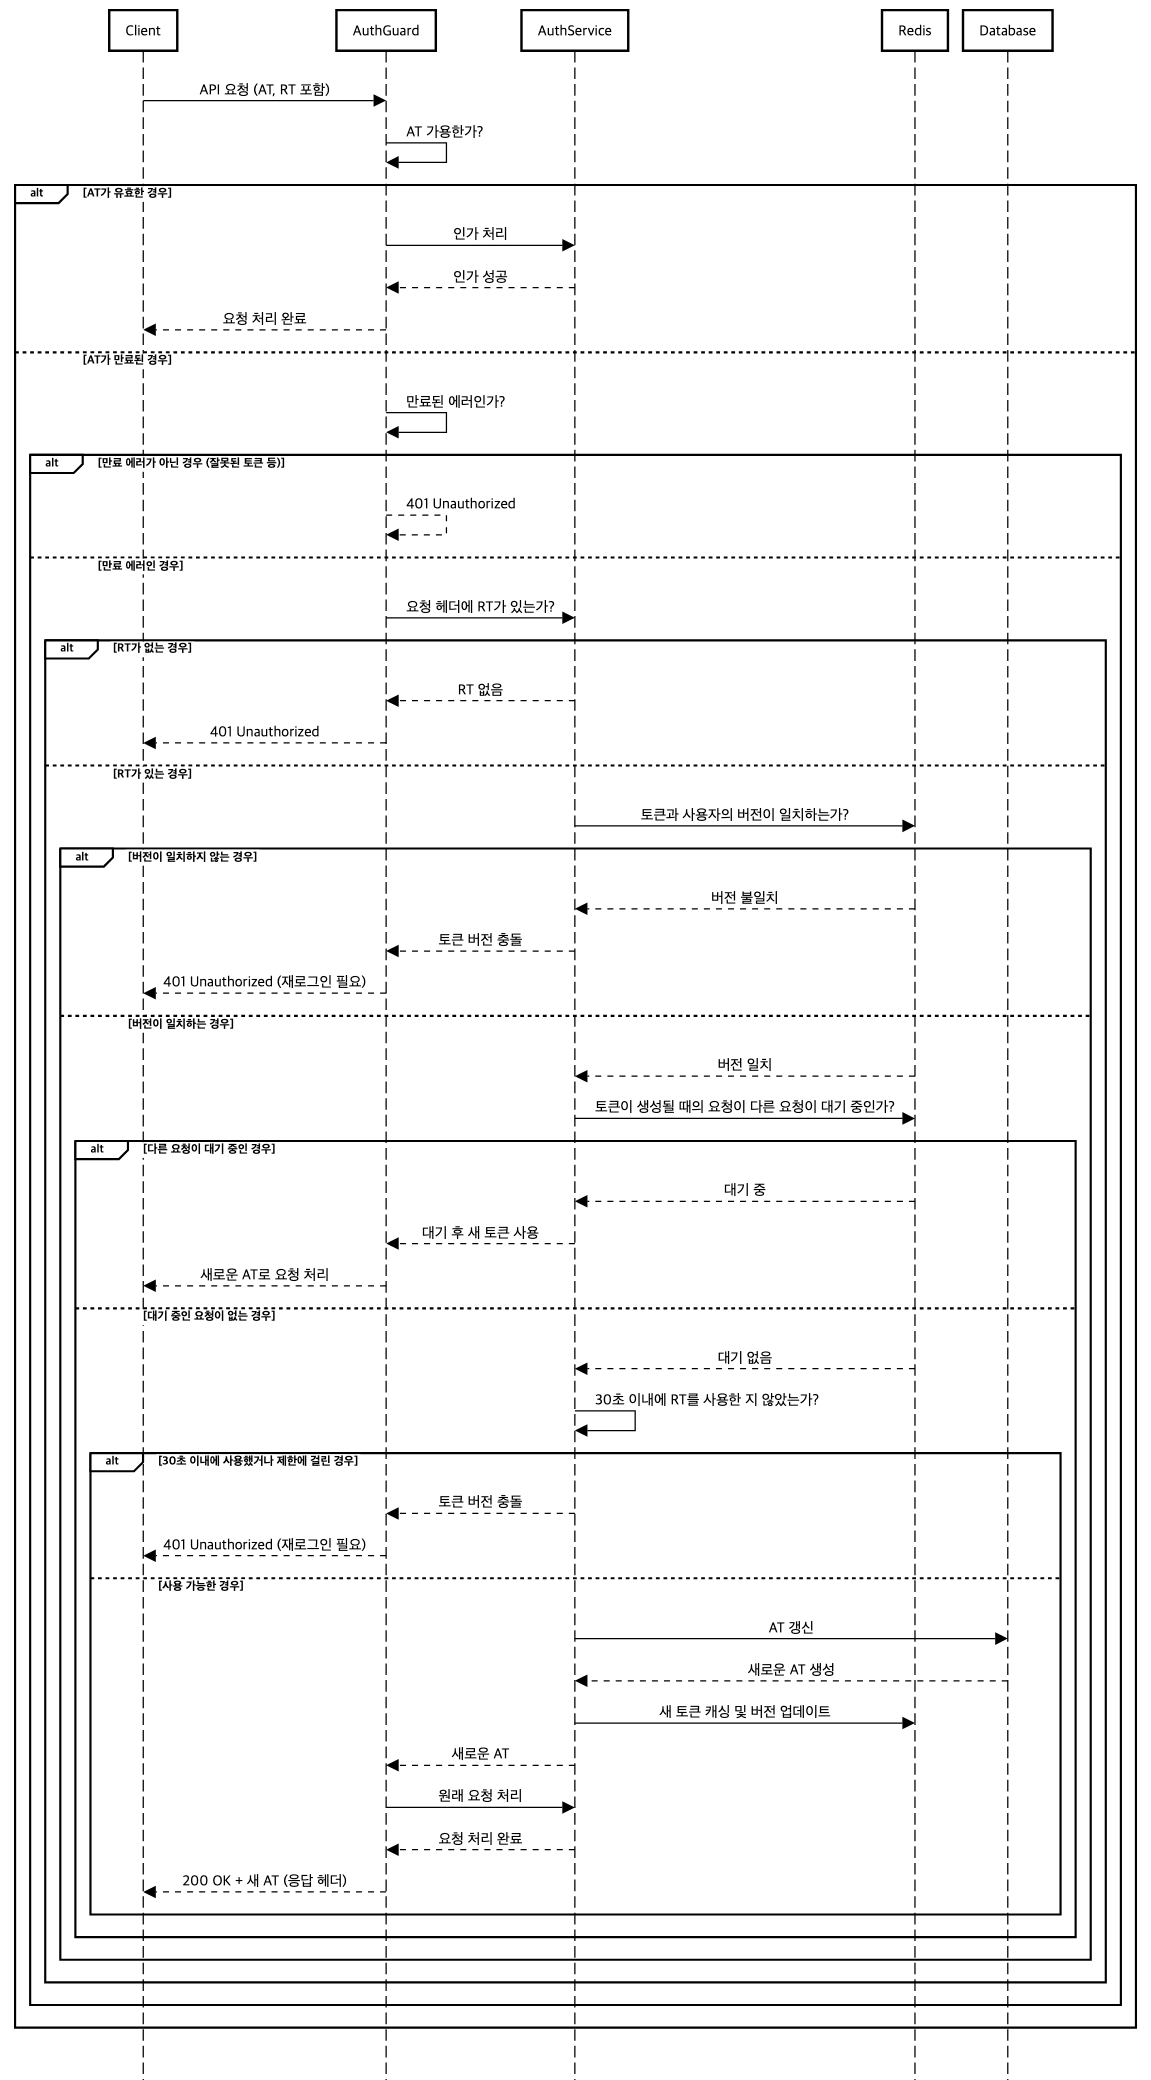 Client
AuthGuard
AuthService
Redis
Database
API 요청 (AT, RT 포함)
AT 가용한가?
alt
[AT가 유효한 경우]
인가 처리
인가 성공
요청 처리 완료
[AT가 만료된 경우]
만료된 에러인가?
alt
[만료 에러가 아닌 경우 (잘못된 토큰 등)]
401 Unauthorized
[만료 에러인 경우]
요청 헤더에 RT가 있는가?
alt
[RT가 없는 경우]
RT 없음
401 Unauthorized
[RT가 있는 경우]
토큰과 사용자의 버전이 일치하는가?
alt
[버전이 일치하지 않는 경우]
버전 불일치
토큰 버전 충돌
401 Unauthorized (재로그인 필요)
[버전이 일치하는 경우]
버전 일치
토큰이 생성될 때의 요청이 다른 요청이 대기 중인가?
alt
[다른 요청이 대기 중인 경우]
대기 중
대기 후 새 토큰 사용
새로운 AT로 요청 처리
[대기 중인 요청이 없는 경우]
대기 없음
30초 이내에 RT를 사용한 지 않았는가?
alt
[30초 이내에 사용했거나 제한에 걸린 경우]
토큰 버전 충돌
401 Unauthorized (재로그인 필요)
[사용 가능한 경우]
AT 갱신
새로운 AT 생성
새 토큰 캐싱 및 버전 업데이트
새로운 AT
원래 요청 처리
요청 처리 완료
200 OK + 새 AT (응답 헤더)